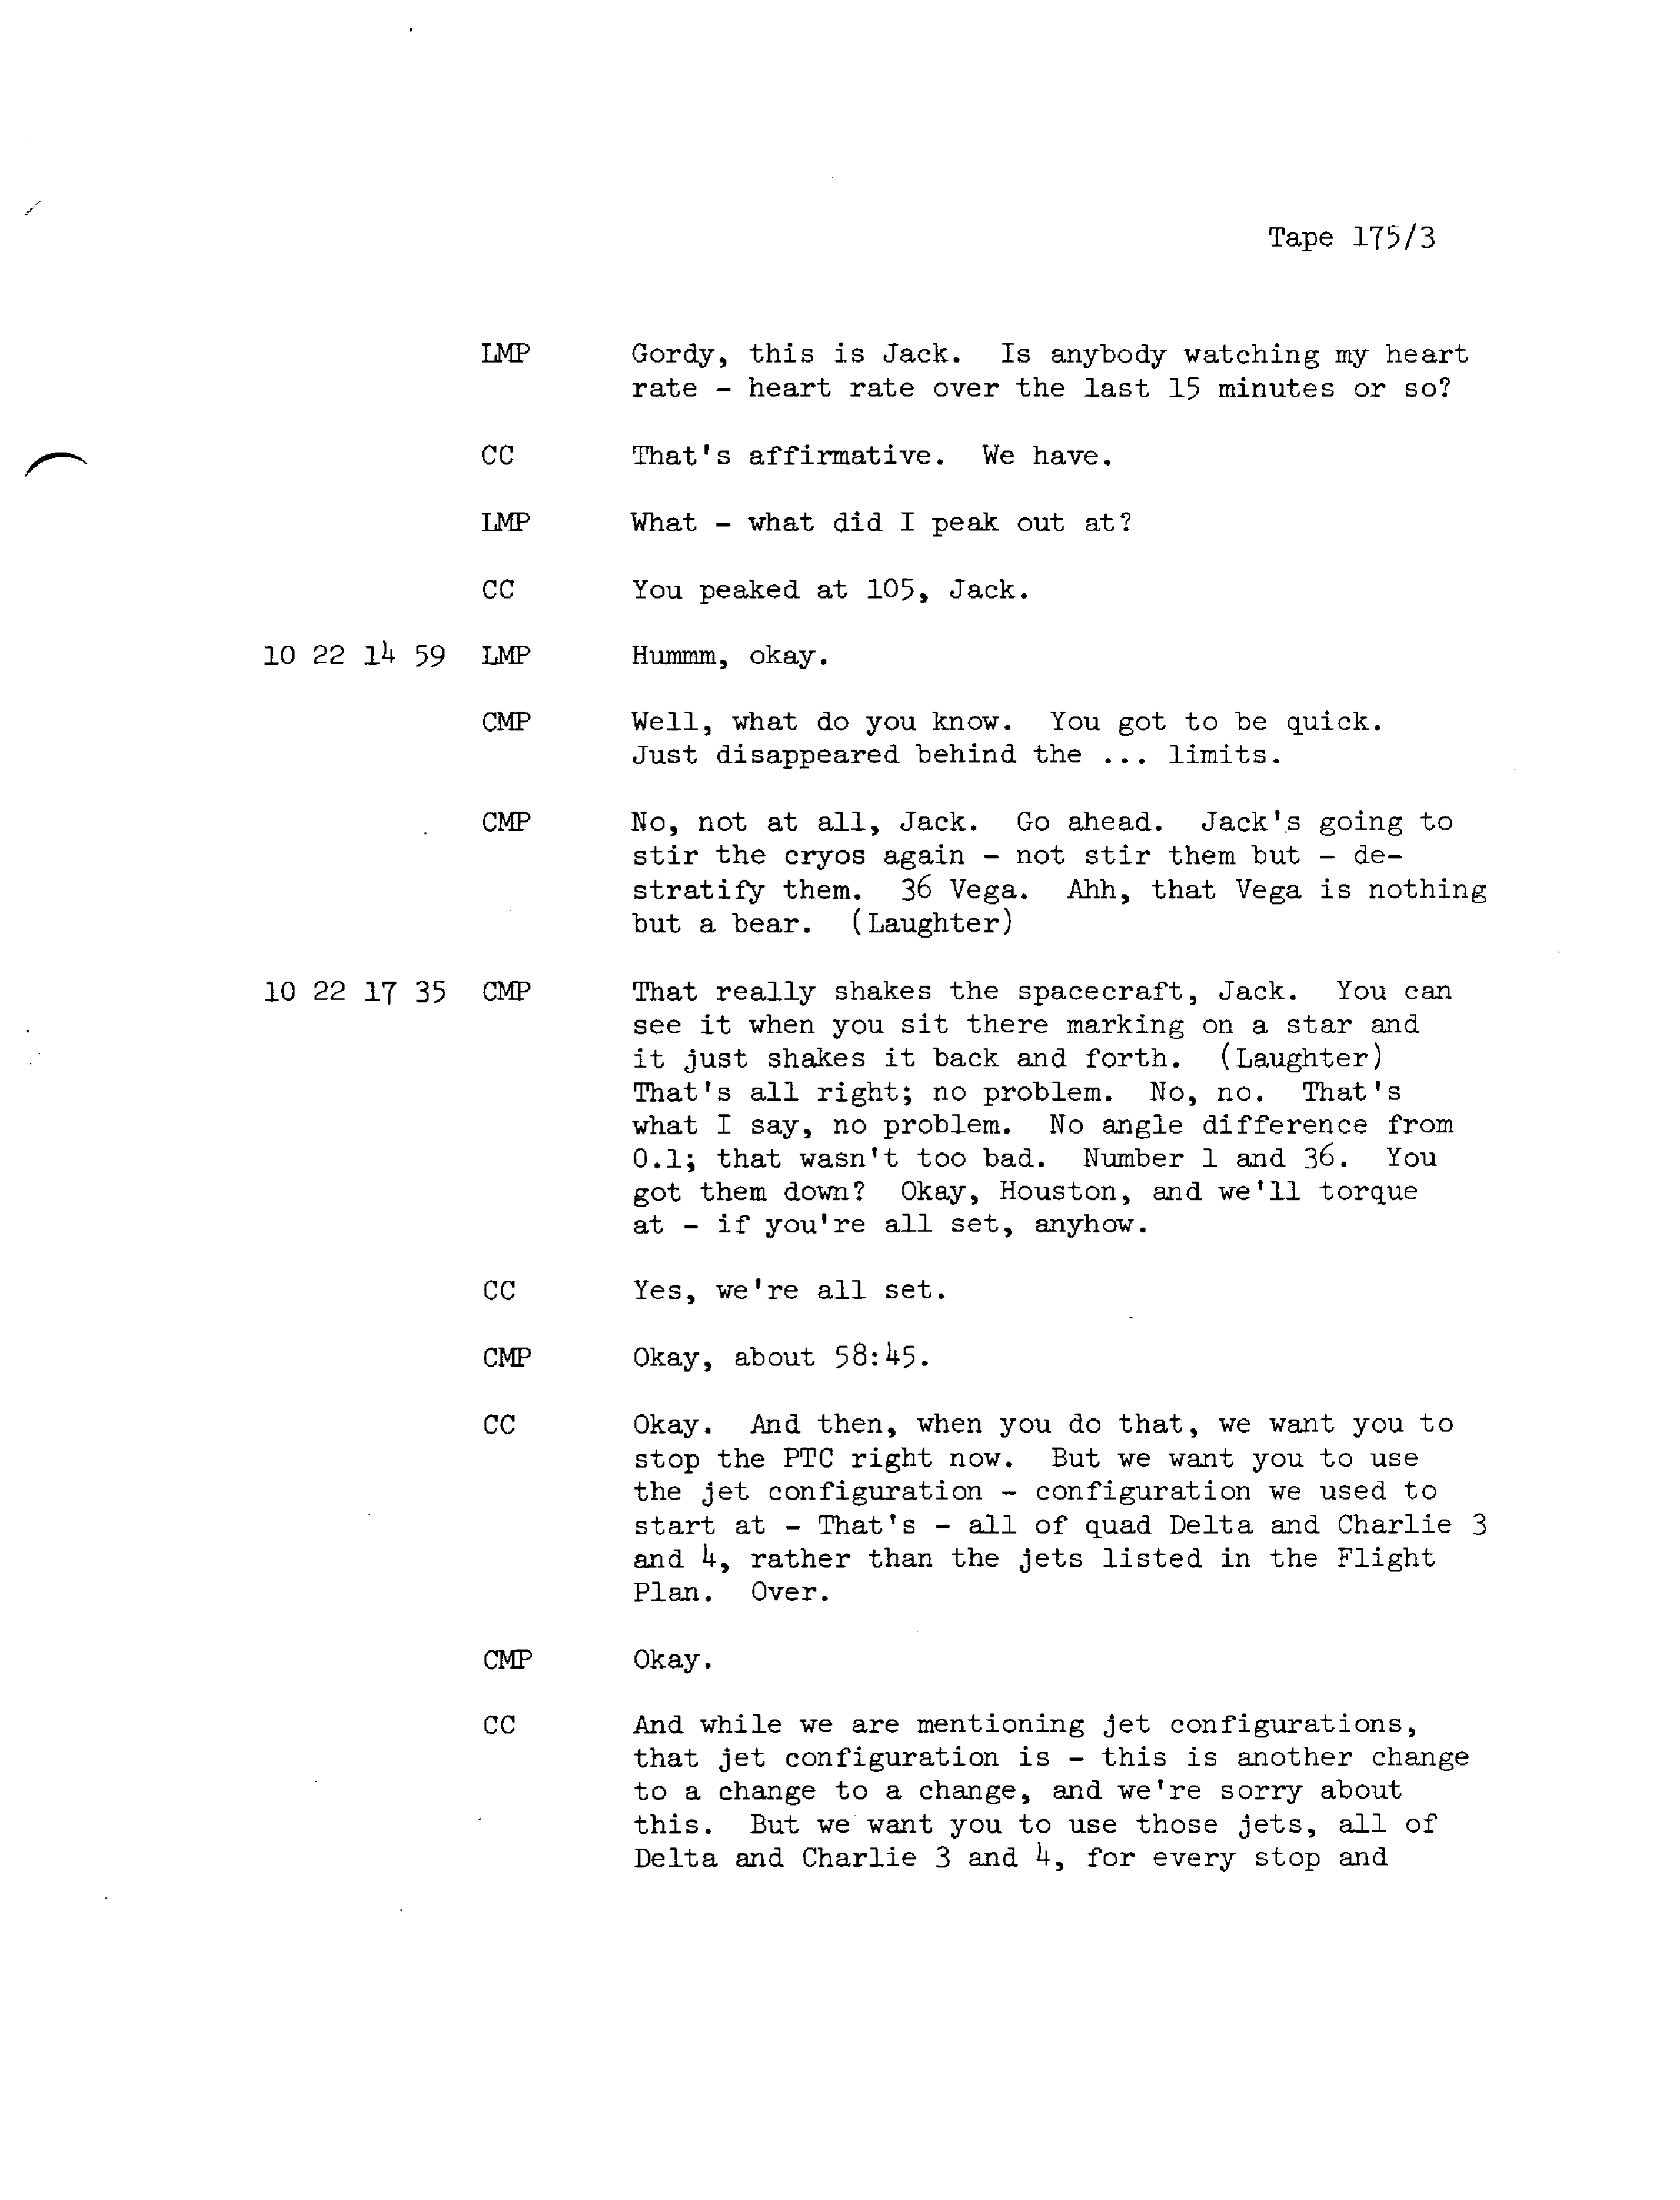 Tape 175/3
LMP Gordy, this is Jack. Is anybody watching my heart
rate - heart rate over the last 15 minutes or so?
CC That's affirmative. We have.
LMP What - what did I peak out at?
CC You peaked at 105, Jack.
10 22 14 59 LMP Hummm, okay.
CMP Well, what do you know. You got to be quick.
Just disappeared behind the ... limits.
CMP No, not at all, Jack. Go ahead. Jack's going to
stir the cryos again - not stir them but - de-
stratify them. 36 Vega. Ahh, that Vega is nothing
but a bear. (Laughter)
10 22 17 35 CMP That really shakes the spacecraft, Jack. You can
see it when you sit there marking on a star and
it just shakes it back and forth. (Laughter)
That's all right; no problem. No, no. That's
what I say, no problem. No angle difference from
0.1; that wasn't too bad. Number 1 and 36. You
got them down? Okay, Houston, and we'll torque
at - if you're all set, anyhow.
CC Yes, we're all set.
CMP Okay, about 58:45.
CC Okay. And then, when you do that, we want you to
stop the PTC right now. But we want you to use
the jet configuration - configuration we used to
start at - That's - all of quad Delta and Charlie 3
and 4, rather than the jets listed in the Flight
Plan. Over.
CMP Okay.
CC And while we are mentioning jet configurations,
that jet configuration is - this is another change
to a change to a change, and we're sorry about
this. But we want you to use those jets, all of
Delta and Charlie 3 and 4, for every stop and